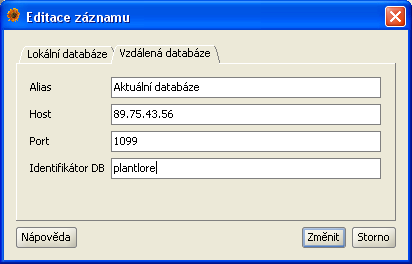 Editace záznamu
Lokální databáze Vzdálená databáze
Alias Aktuální databáze
Host 89.75.43.56
Port 1099
Identifikátor DB plantlore
Nápověda Změnit Storno